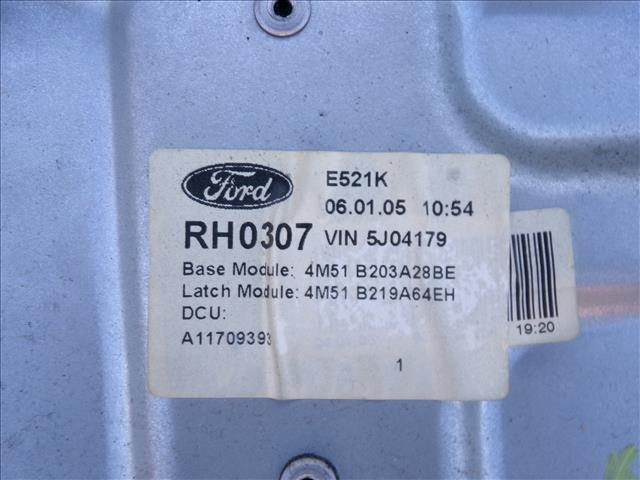 Ford
E521K
06.01.05 10:54
RH0307 VIN 5J04179
Base Module: 4M51 B203A28BE
Latch Module: 4M51 B219A64EH
DCU:
A11709393
1
19:20